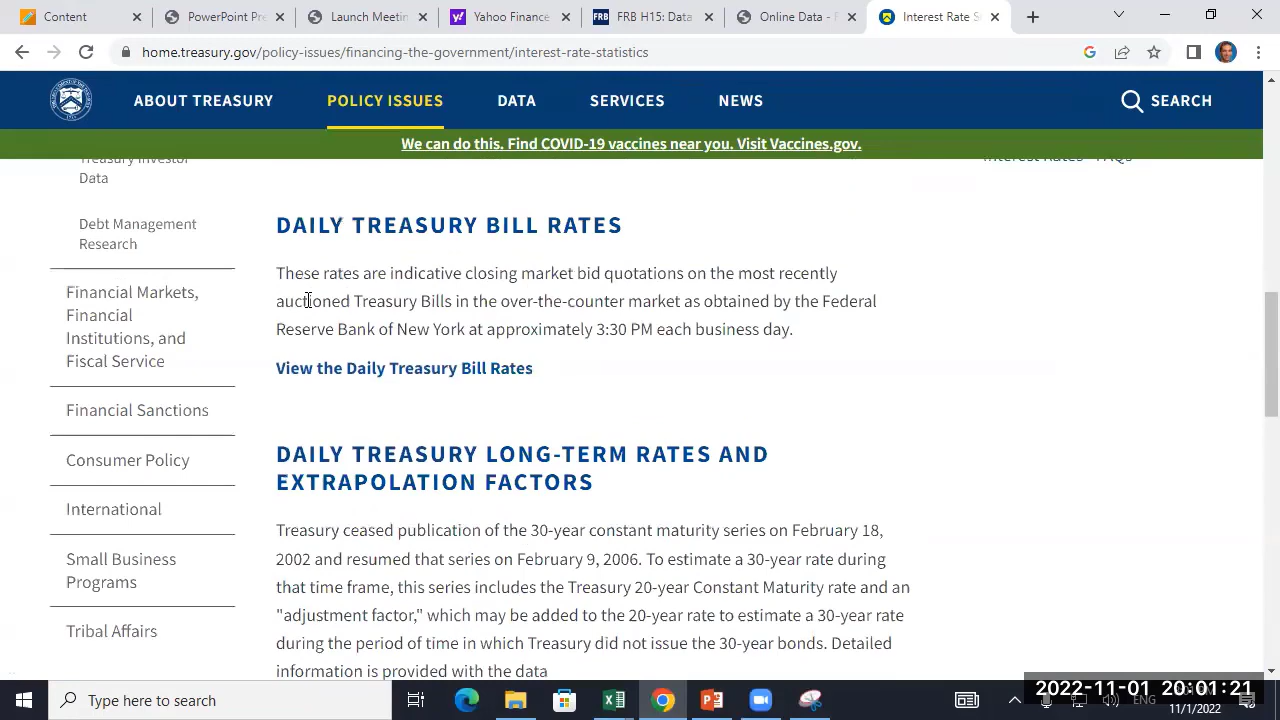 Content
PowerPoint Pre
Launch Meetin
Yahoo Finance
FRB H15: Data
Online Data - F
Interest Rate S
home.treasury.gov/policy-issues/financing-the-government/interest-rate-statistics
ABOUT TREASURY
POLICY ISSUES
DATA
SERVICES
NEWS
SEARCH
We can do this. Find COVID-19 vaccines near you. Visit Vaccines.gov.
Treasury Investor
Data
Debt Management
Research
Financial Markets,
Financial
Institutions, and
Fiscal Service
Financial Sanctions
Consumer Policy
International
Small Business
Programs
Tribal Affairs
Interest Rates - FAQs
DAILY TREASURY BILL RATES
These rates are indicative closing market bid quotations on the most recently
auctioned Treasury Bills in the over-the-counter market as obtained by the Federal
Reserve Bank of New York at approximately 3:30 PM each business day.
View the Daily Treasury Bill Rates
DAILY TREASURY LONG-TERM RATES AND
EXTRAPOLATION FACTORS
Treasury ceased publication of the 30-year constant maturity series on February 18,
2002 and resumed that series on February 9, 2006. To estimate a 30-year rate during
that time frame, this series includes the Treasury 20-year Constant Maturity rate and an
"adjustment factor," which may be added to the 20-year rate to estimate a 30-year rate
during the period of time in which Treasury did not issue the 30-year bonds. Detailed
information is provided with the data
Type here to search
2022-11-01 20:01:21
ENG
11/1/2022